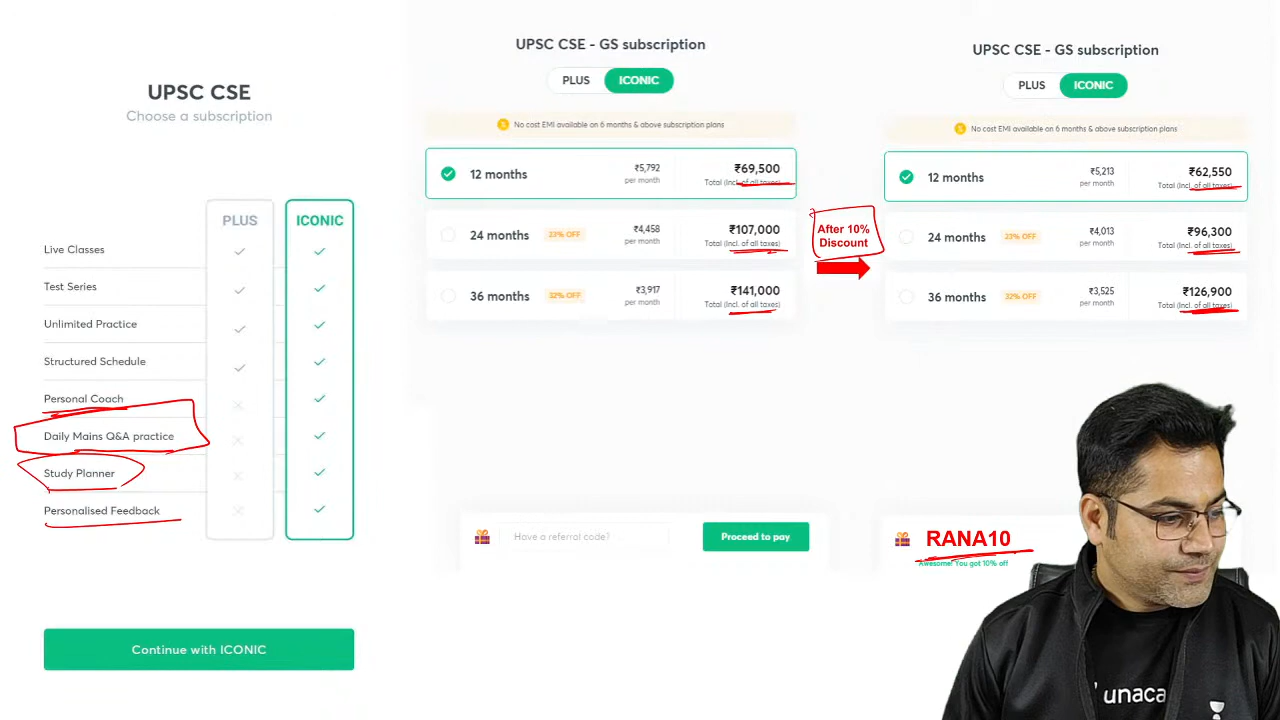 UPSC CSE
Choose a subscription
PLUS
ICONIC
Live Classes
Test Series
Unlimited Practice
Structured Schedule
Personal Coach
Daily Mains Q&A practice
Study Planner
Personalised Feedback
Continue with ICONIC
UPSC CSE - GS subscription
PLUS
ICONIC
No cost EMI available on 6 months & above subscription plans
12 months
₹5,792
per month
₹69,500
Total (Incl. of all taxes)
24 months
23% OFF
₹4,458
per month
₹107,000
Total (Incl. of all taxes)
36 months
32% OFF
₹3,917
per month
₹141,000
Total (Incl. of all taxes)
Have a referral code?
Proceed to pay
After 10%
Discount
UPSC CSE - GS subscription
PLUS
ICONIC
No cost EMI available on 6 months & above subscription plans
12 months
₹5,213
per month
₹62,550
Total (Incl. of all taxes)
24 months
23% OFF
₹4,013
per month
₹96,300
Total (Incl. of all taxes)
36 months
32% OFF
₹3,525
per month
₹126,900
Total (Incl. of all taxes)
RANA10
Awesome! You got 10% off
unaca